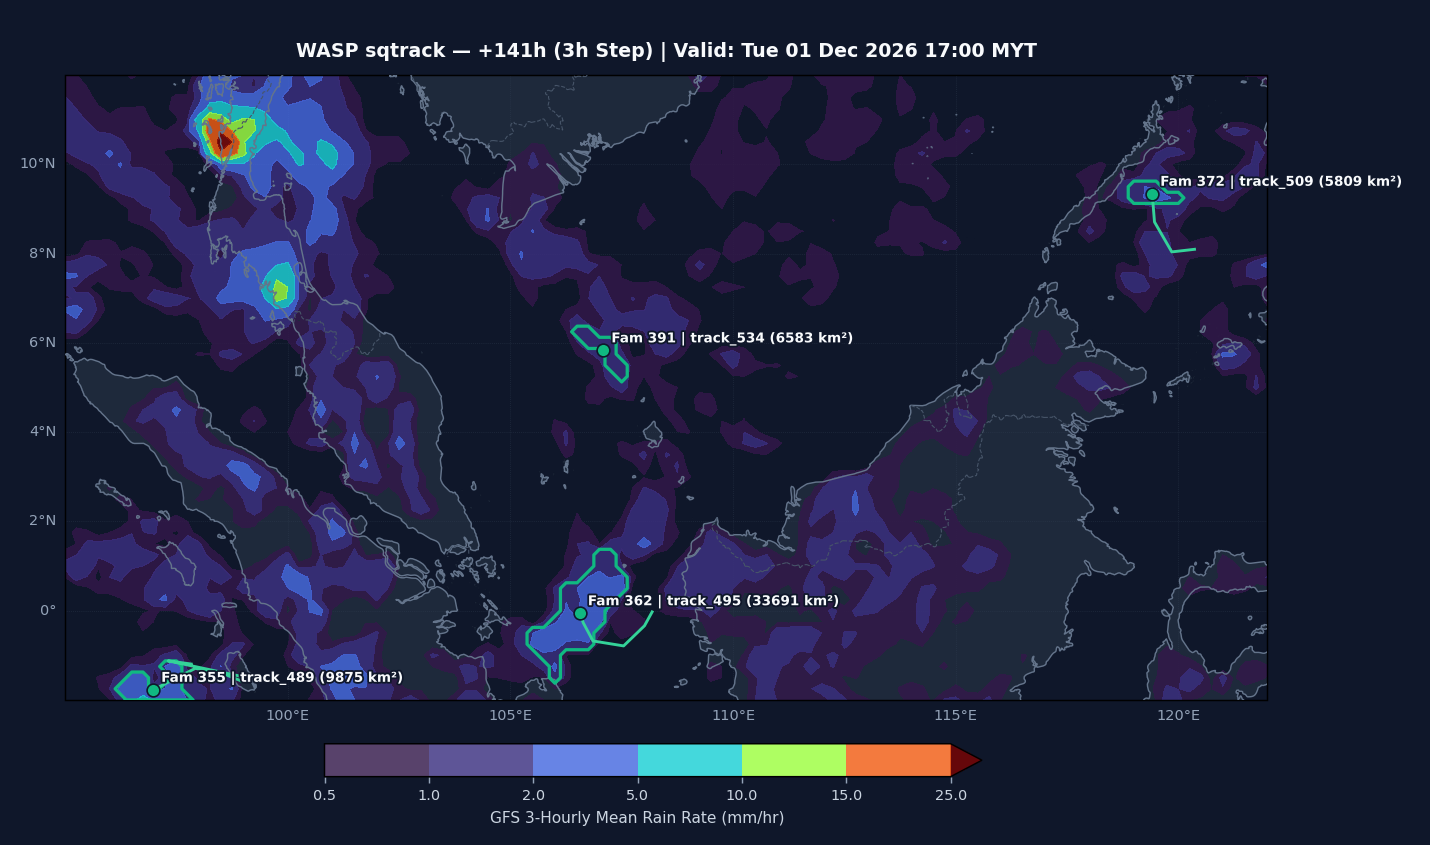 WASP sqtrack — +141h (3h Step) | Valid: Tue 01 Dec 2026 17:00 MYT
10°N
8°N
6°N
4°N
2°N
0°
Fam 372 | track_509 (5809 km²)
Fam 391 | track_534 (6583 km²)
Fam 362 | track_495 (33691 km²)
Fam 355 | track_489 (9875 km²)
100°E
105°E
110°E
115°E
120°E
0.5
1.0
2.0
5.0
10.0
15.0
25.0
GFS 3-Hourly Mean Rain Rate (mm/hr)